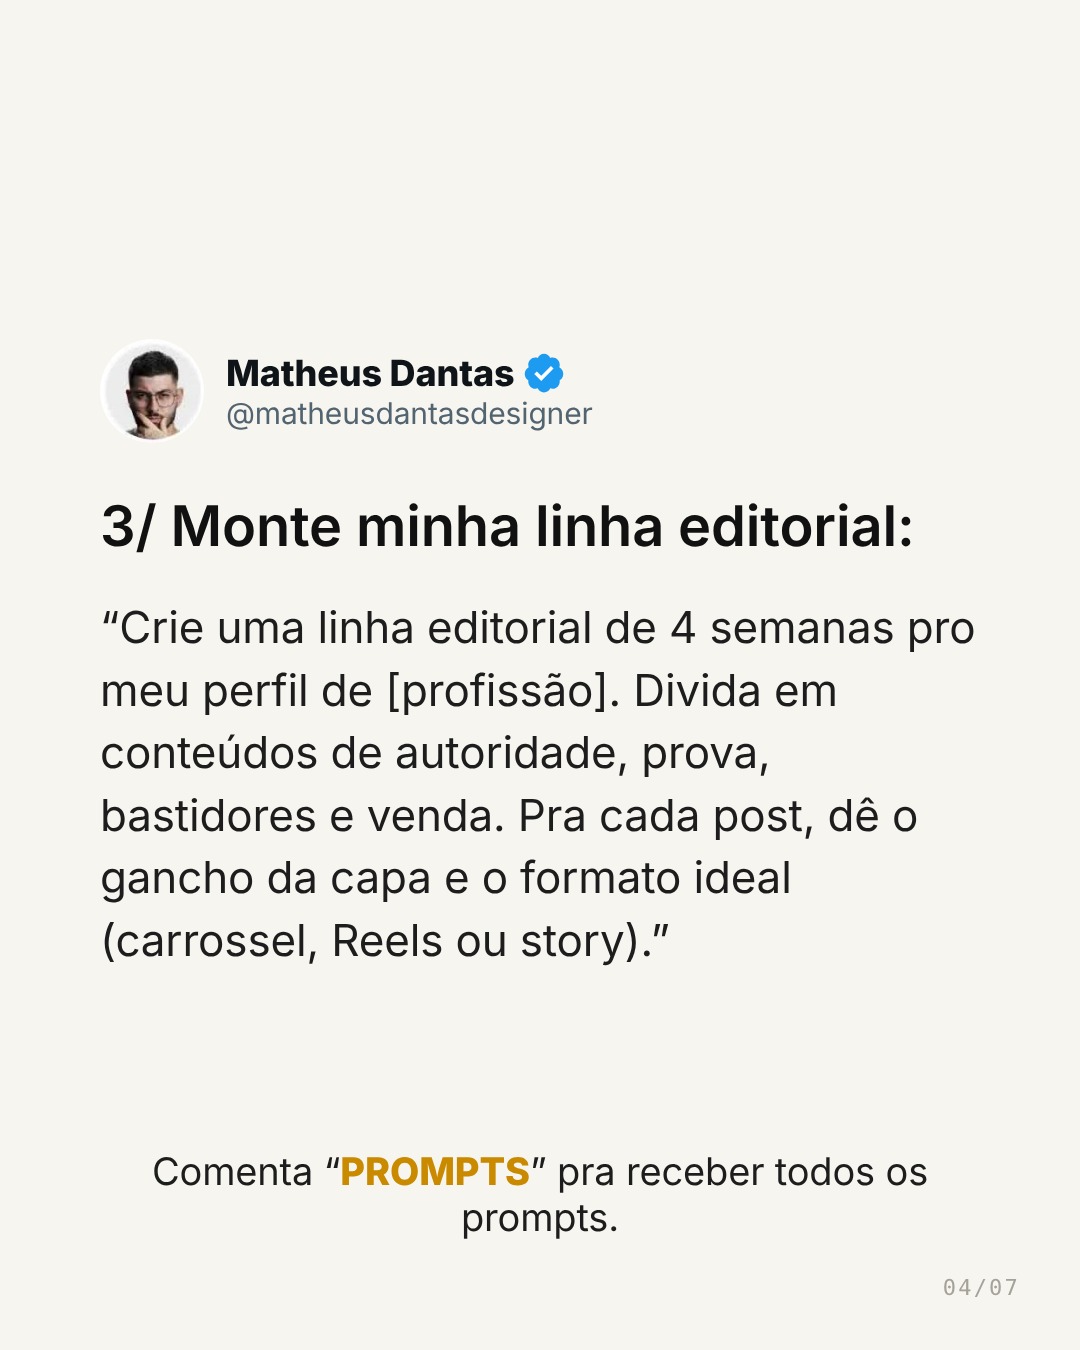 Matheus Dantas
@matheusdantasdesigner
3/ Monte minha linha editorial:
“Crie uma linha editorial de 4 semanas pro
meu perfil de [profissão]. Divida em
conteúdos de autoridade, prova,
bastidores e venda. Pra cada post, dê o
gancho da capa e o formato ideal
(carrossel, Reels ou story).”
Comenta “PROMPTS” pra receber todos os
prompts.
04/07